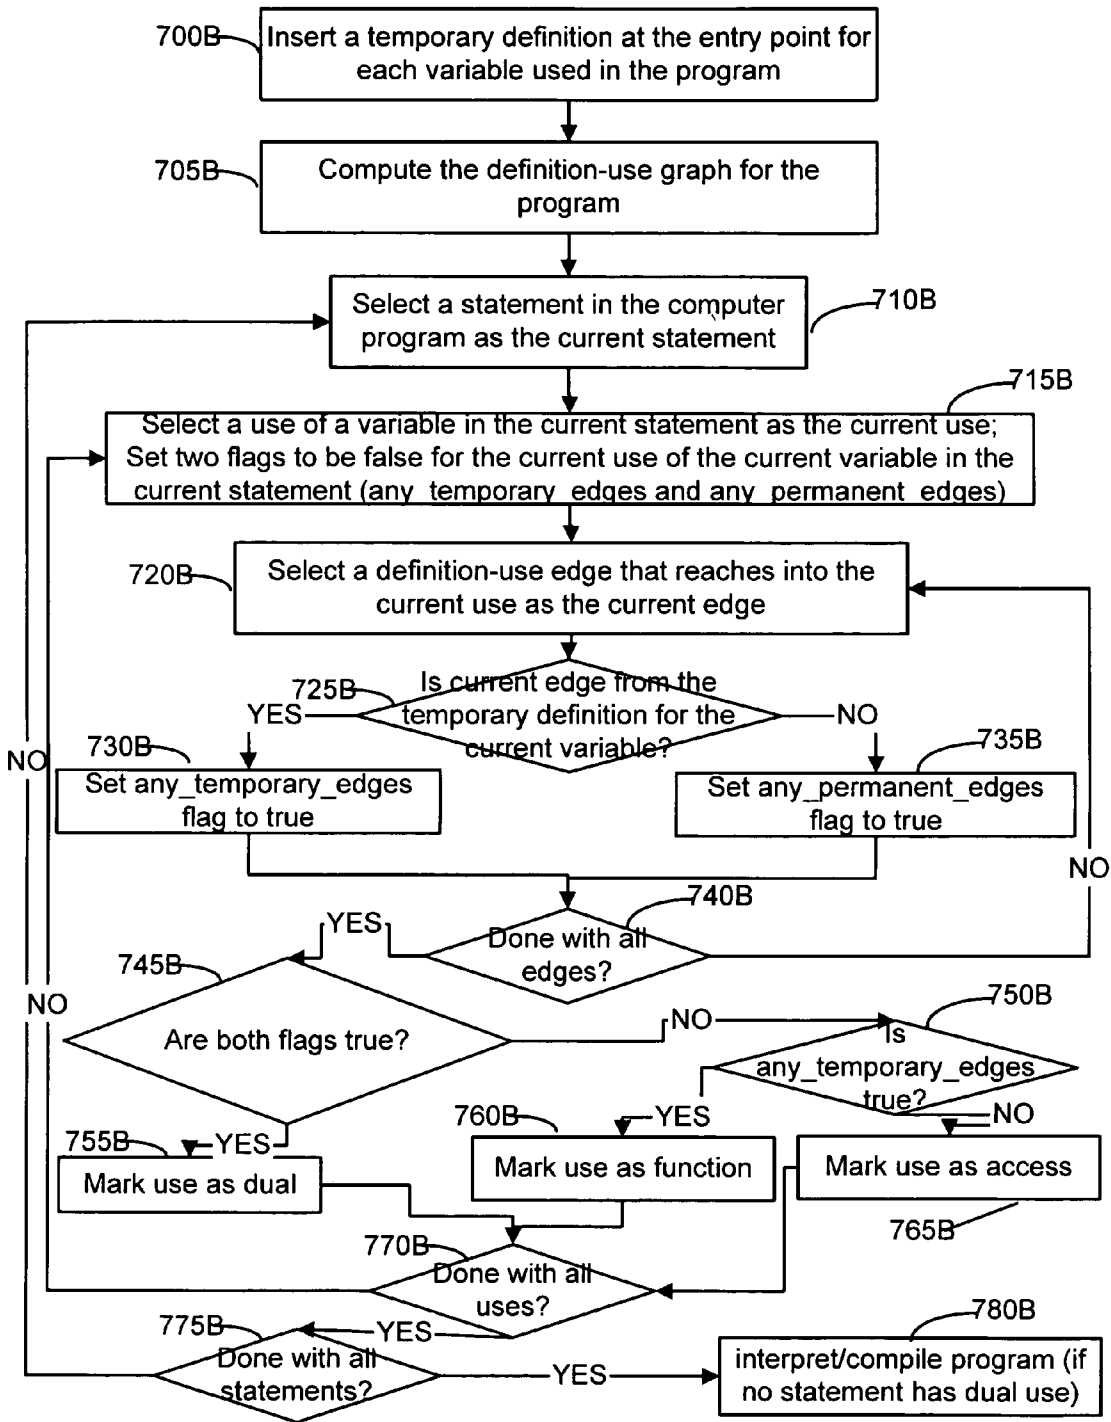 700B
Insert a temporary definition at the entry point for
each variable used in the program
705B
Compute the definition-use graph for the
program
710B
Select a statement in the computer
program as the current statement
715B
Select a use of a variable in the current statement as the current use;
Set two flags to be false for the current use of the current variable in the
current statement (any_temporary_edges and any_permanent_edges)
720B
Select a definition-use edge that reaches into the
current use as the current edge
725B
Is current edge from the
temporary definition for the
current variable?
YES
NO
730B
Set any_temporary_edges
flag to true
735B
Set any_permanent_edges
flag to true
NO
NO
740B
Done with all
edges?
YES
NO
745B
Are both flags true?
NO
750B
Is
any_temporary_edges
true?
YES
NO
755B
YES
Mark use as dual
760B
Mark use as function
Mark use as access
765B
770B
Done with all
uses?
YES
775B
Done with all
statements?
YES
780B
interpret/compile program (if
no statement has dual use)